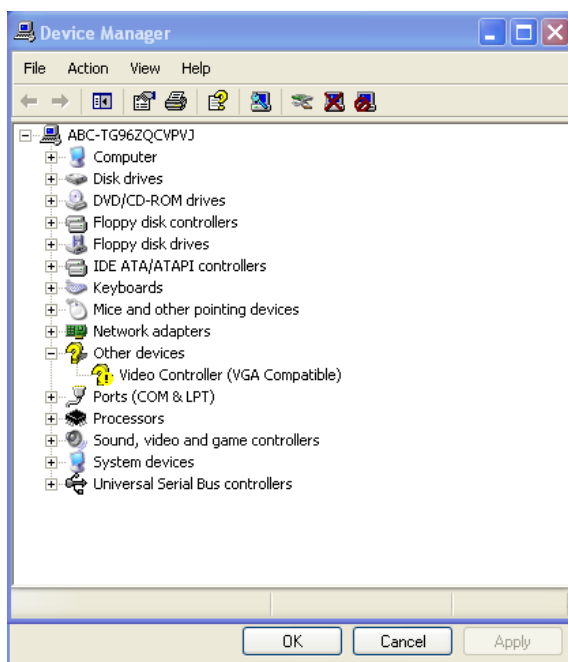 Device Manager
File Action View Help
ABC-TG96ZQCVPVJ
Computer
Disk drives
DVD/CD-ROM drives
Floppy disk controllers
Floppy disk drives
IDE ATA/ATAPI controllers
Keyboards
Mice and other pointing devices
Network adapters
Other devices
Video Controller (VGA Compatible)
Ports (COM & LPT)
Processors
Sound, video and game controllers
System devices
Universal Serial Bus controllers
OK Cancel Apply